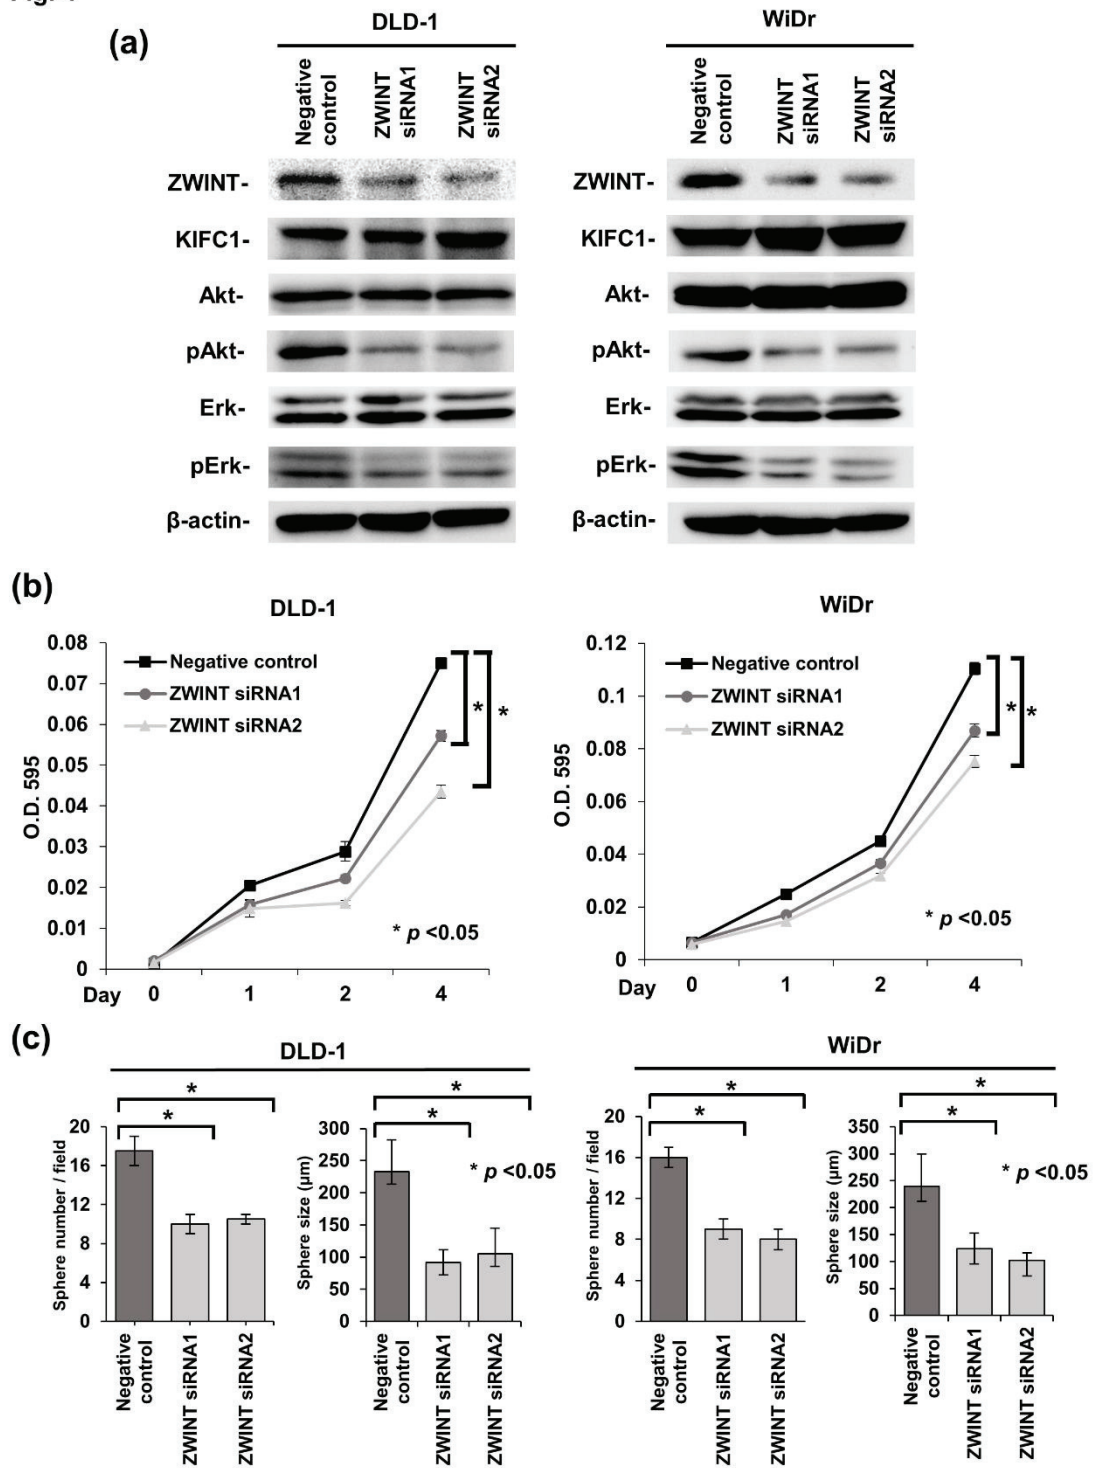 (a)
DLD-1
WiDr
Negative control
ZWINT siRNA1
ZWINT siRNA2
Negative control
ZWINT siRNA1
ZWINT siRNA2
ZWINT-
KIFC1-
Akt-
pAkt-
Erk-
pErk-
β-actin-
ZWINT-
KIFC1-
Akt-
pAkt-
Erk-
pErk-
β-actin-
(b)
DLD-1
O.D. 595
0.08
0.07
0.06
0.05
0.04
0.03
0.02
0.01
0
Negative control
ZWINT siRNA1
ZWINT siRNA2
* *
* p <0.05
Day 0 1 2 4
WiDr
O.D. 595
0.12
0.1
0.08
0.06
0.04
0.02
0
Negative control
ZWINT siRNA1
ZWINT siRNA2
* *
* p <0.05
Day 0 1 2 4
(c)
DLD-1
Sphere number / field
20
16
12
8
4
0
*
*
Negative control
ZWINT siRNA1
ZWINT siRNA2
Sphere size (μm)
300
250
200
150
100
50
0
*
*
* p <0.05
Negative control
ZWINT siRNA1
ZWINT siRNA2
WiDr
Sphere number / field
20
16
12
8
4
0
*
*
Negative control
ZWINT siRNA1
ZWINT siRNA2
Sphere size (μm)
350
300
250
200
150
100
50
0
*
*
* p <0.05
Negative control
ZWINT siRNA1
ZWINT siRNA2